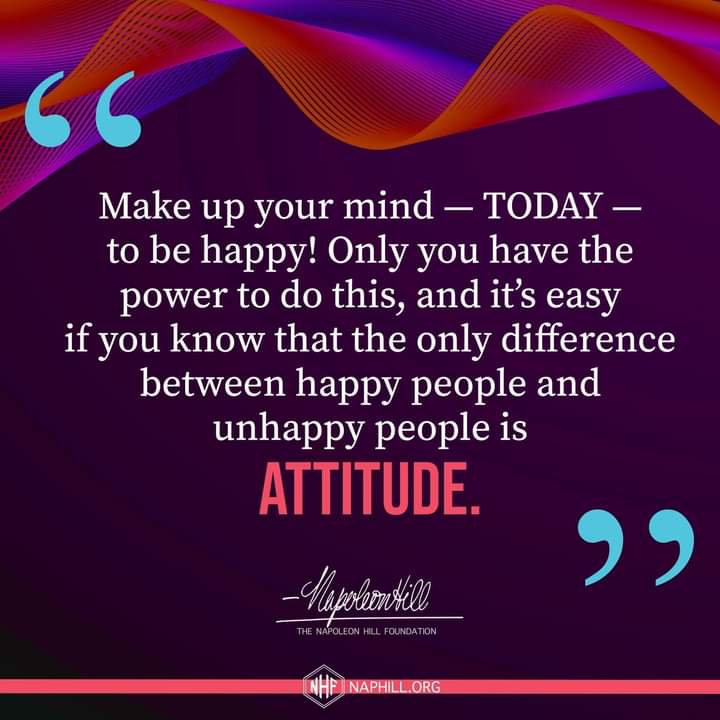 Make up your mind — TODAY —
to be happy! Only you have the
power to do this, and it’s easy
if you know that the only difference
between happy people and
unhappy people is
ATTITUDE.
– Napoleon Hill
THE NAPOLEON HILL FOUNDATION
NHF NAPHILL.ORG